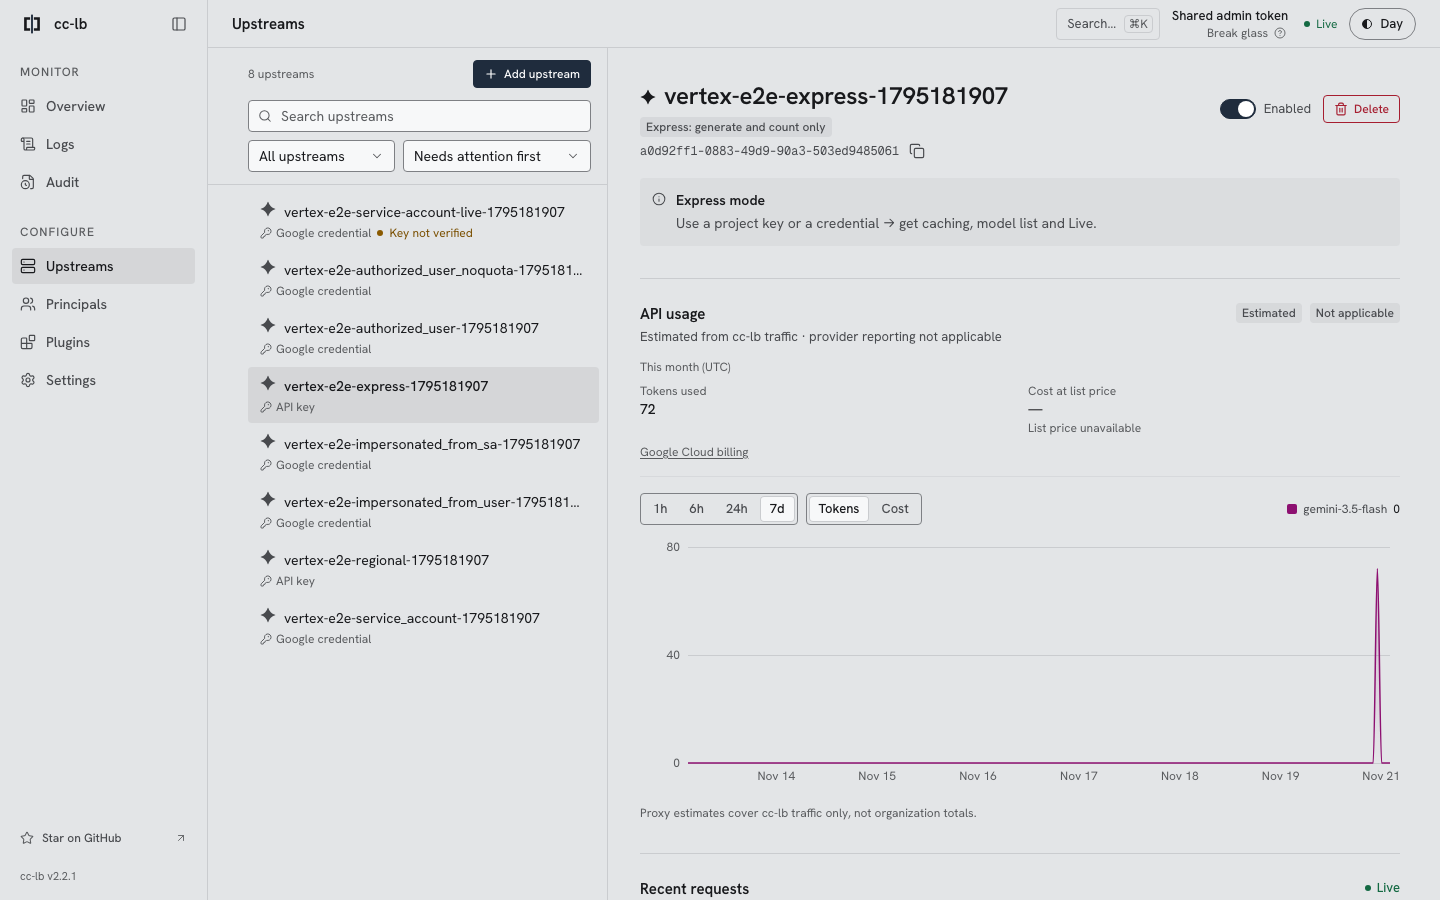 cc-lb
MONITOR
Overview
Logs
Audit
CONFIGURE
Upstreams
Principals
Plugins
Settings
Star on GitHub
cc-lb v2.2.1
Upstreams
Search... ⌘K
Shared admin token
Break glass
Live
Day
8 upstreams
Add upstream
Search upstreams
All upstreams
Needs attention first
vertex-e2e-service-account-live-1795181907
Google credential
Key not verified
vertex-e2e-authorized_user_noquota-1795181...
Google credential
vertex-e2e-authorized_user-1795181907
Google credential
vertex-e2e-express-1795181907
API key
vertex-e2e-impersonated_from_sa-1795181907
Google credential
vertex-e2e-impersonated_from_user-1795181...
Google credential
vertex-e2e-regional-1795181907
API key
vertex-e2e-service_account-1795181907
Google credential
vertex-e2e-express-1795181907
Express: generate and count only
a0d92ff1-0883-49d9-90a3-503ed9485061
Enabled
Delete
Express mode
Use a project key or a credential → get caching, model list and Live.
API usage
Estimated
Not applicable
Estimated from cc-lb traffic · provider reporting not applicable
This month (UTC)
Tokens used
72
Cost at list price
—
List price unavailable
Google Cloud billing
1h 6h 24h 7d
Tokens Cost
gemini-3.5-flash 0
80
40
0
Nov 14 Nov 15 Nov 16 Nov 17 Nov 18 Nov 19 Nov 21
Proxy estimates cover cc-lb traffic only, not organization totals.
Recent requests
Live